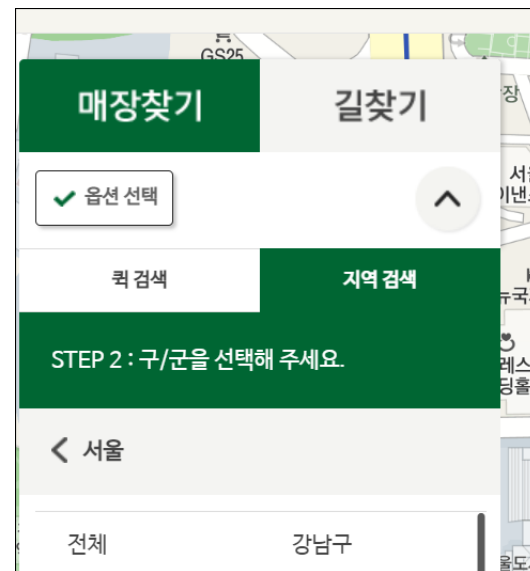 GS25
매장찾기
길찾기
옵션 선택
퀵 검색
지역 검색
STEP 2 : 구/군을 선택해 주세요.
서울
전체
강남구